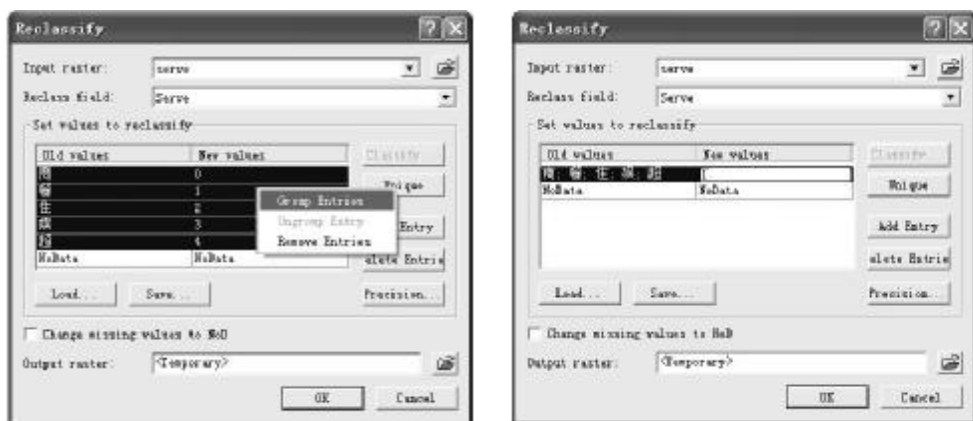 Reclassify
Input raster: serve
Reclass field: Serve
Set values to reclassify
Old values New values
0 Classify
1 Unique
住 2
3 Entry
4
NoData NoData
Load... Save... Precision...
Change missing values to NoD
Output raster: <Temporary>
OK Cancel
Group Entries
Ungroup Entry
Remove Entries
Reclassify
Input raster: serve
Reclass field: Serve
Set values to reclassify
Old values New values
Classify
NoData NoData
Unique
Add Entry
elete Entrie
Load... Save... Precision...
Change missing values to NoD
Output raster: <Temporary>
OK Cancel